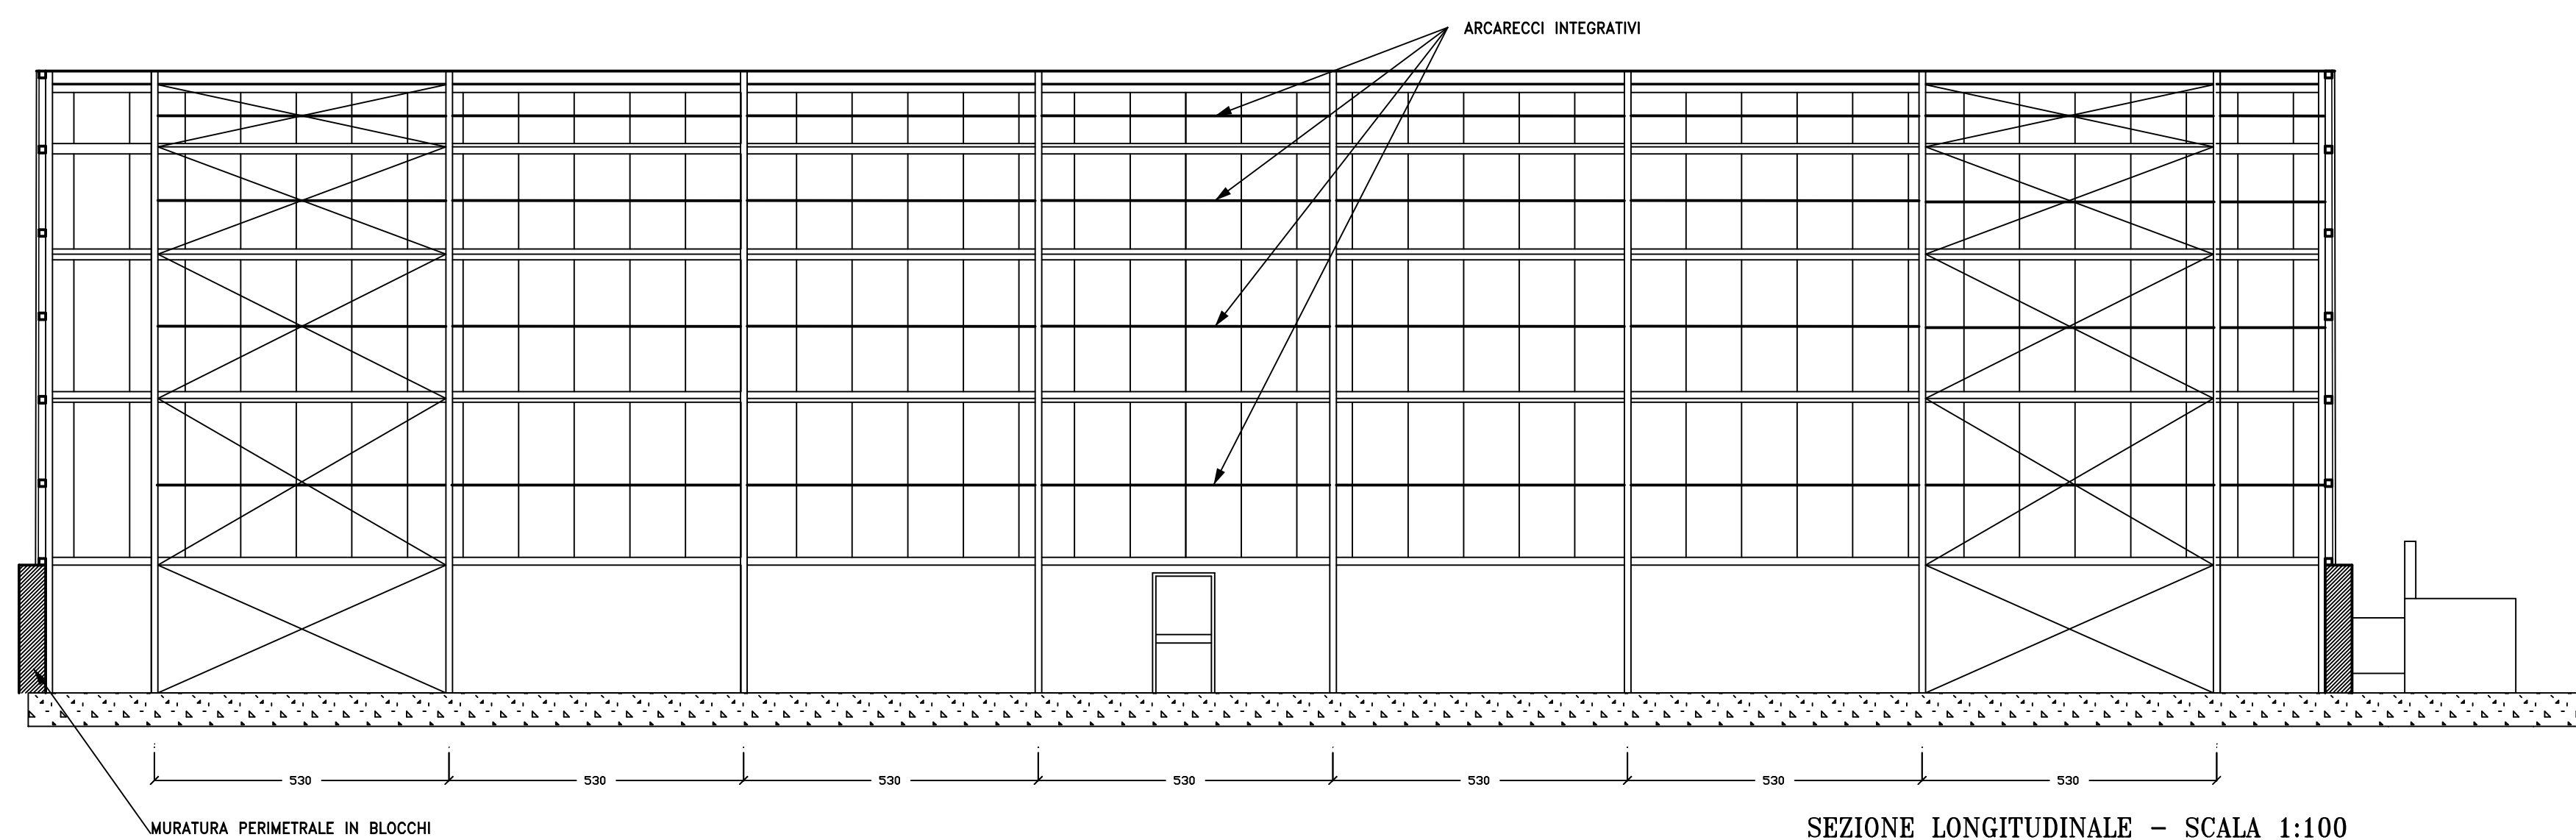 ARCARECCI INTEGRATIVI
530 530 530 530 530 530 530
MURATURA PERIMETRALE IN BLOCCHI
SEZIONE LONGITUDINALE – SCALA 1:100